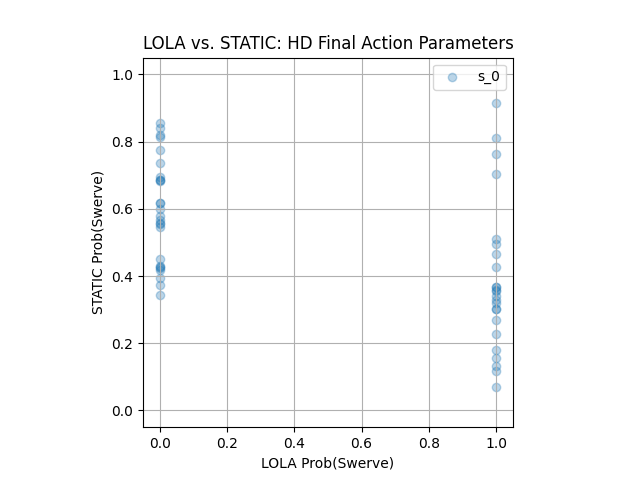 LOLA vs. STATIC: HD Final Action Parameters
s_0
1.0
0.8
0.6
0.4
0.2
0.0
STATIC Prob(Swerve)
0.0 0.2 0.4 0.6 0.8 1.0
LOLA Prob(Swerve)